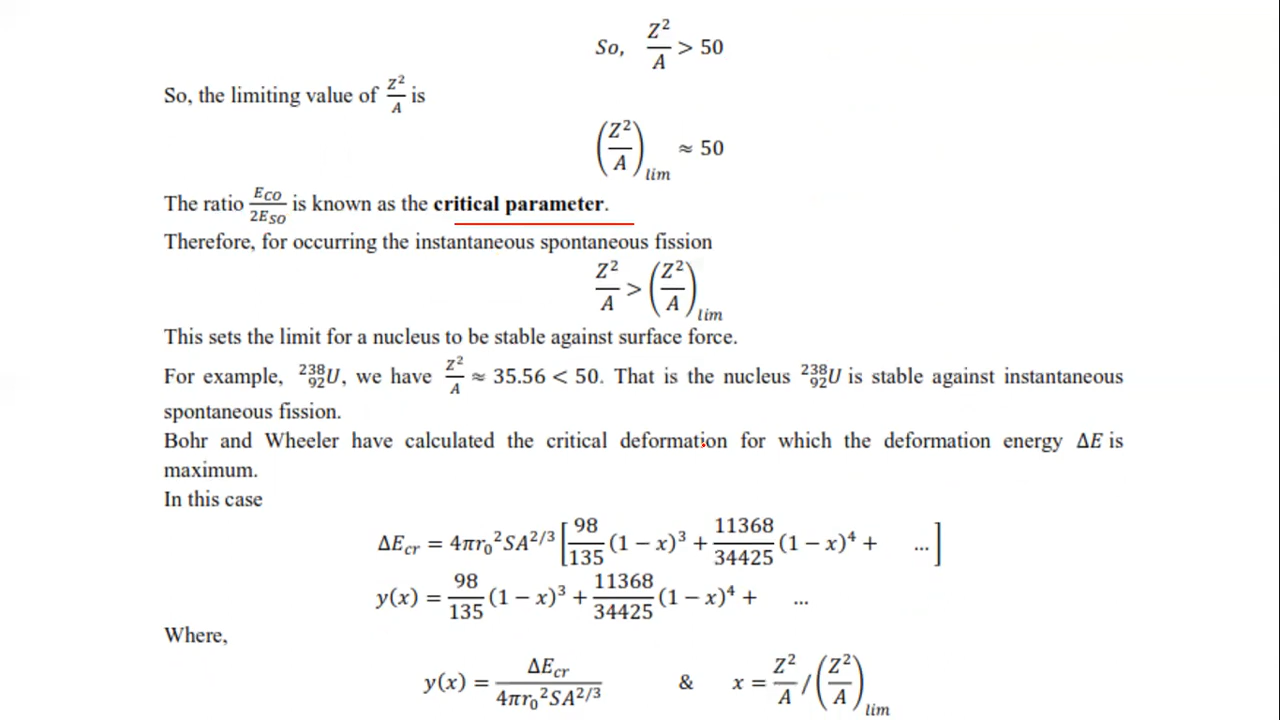 So, Z²/A > 50
So, the limiting value of Z²/A is
(Z²/A)lim ≈ 50
The ratio E_CO/2E_SO is known as the critical parameter.
Therefore, for occurring the instantaneous spontaneous fission
Z²/A > (Z²/A)lim
This sets the limit for a nucleus to be stable against surface force.
For example, ²³⁸₉₂U, we have Z²/A ≈ 35.56 < 50. That is the nucleus ²³⁸₉₂U is stable against instantaneous
spontaneous fission.
Bohr and Wheeler have calculated the critical deformation for which the deformation energy ΔE is
maximum.
In this case
ΔE_cr = 4πr₀²SA^2/3 [98/135 (1 − x)³ + 11368/34425 (1 − x)⁴ + ...]
y(x) = 98/135 (1 − x)³ + 11368/34425 (1 − x)⁴ + ...
Where,
y(x) = ΔE_cr/4πr₀²SA^2/3 & x = Z²/A / (Z²/A)lim